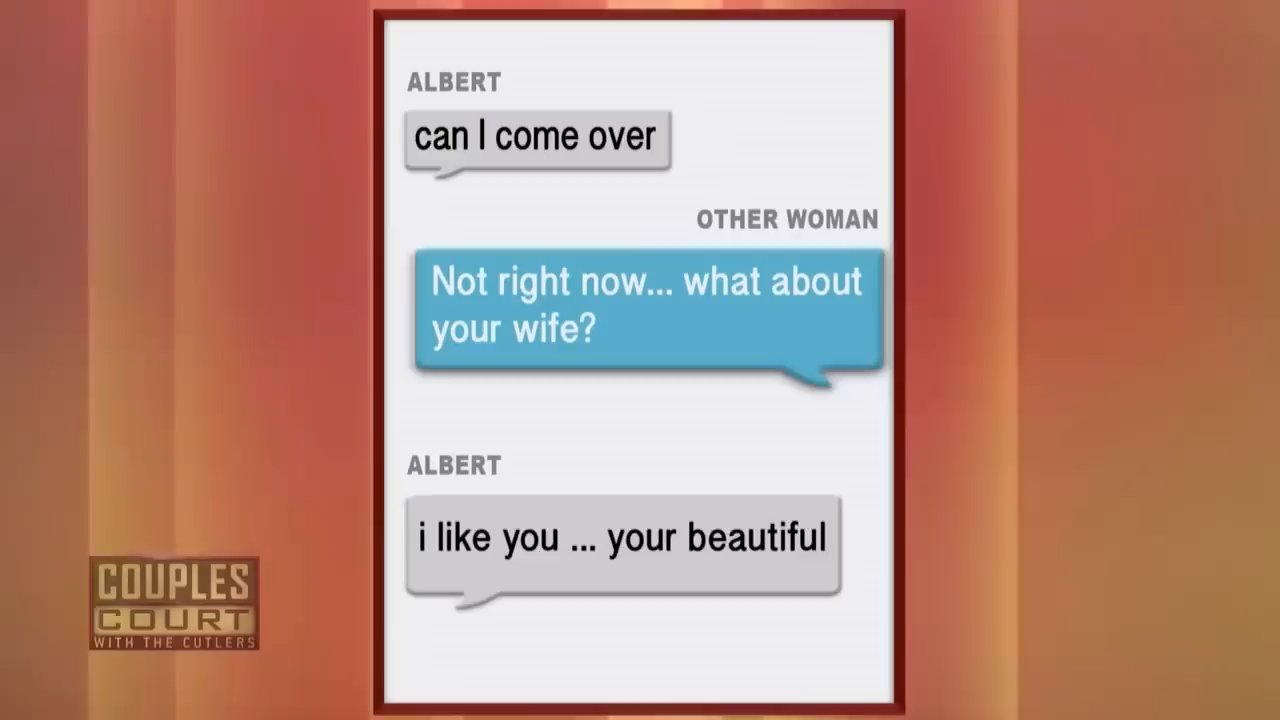 ALBERT
can I come over
OTHER WOMAN
Not right now... what about
your wife?
ALBERT
i like you ... your beautiful
COUPLES
COURT
WITH THE CUTLERS